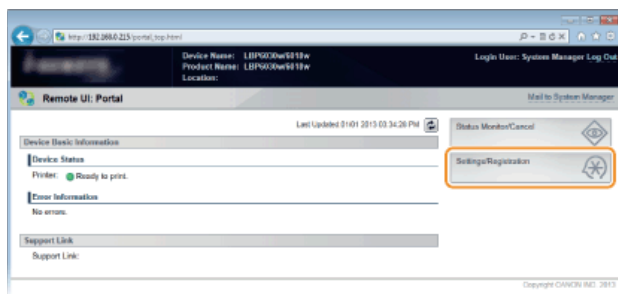 http://192.168.0.215/portal_top.html
Device Name: LBP6030w/6018w
Product Name: LBP6030w/6018w
Location:
Login User: System Manager Log Out
Remote UI: Portal
Mail to System Manager
Last Updated 01/01 2013 03:34:28 PM
Device Basic Information
Device Status
Printer: Ready to print.
Error Information
No errors.
Support Link
Support Link:
Status Monitor/Cancel
Settings/Registration
Copyright CANON INC. 2013